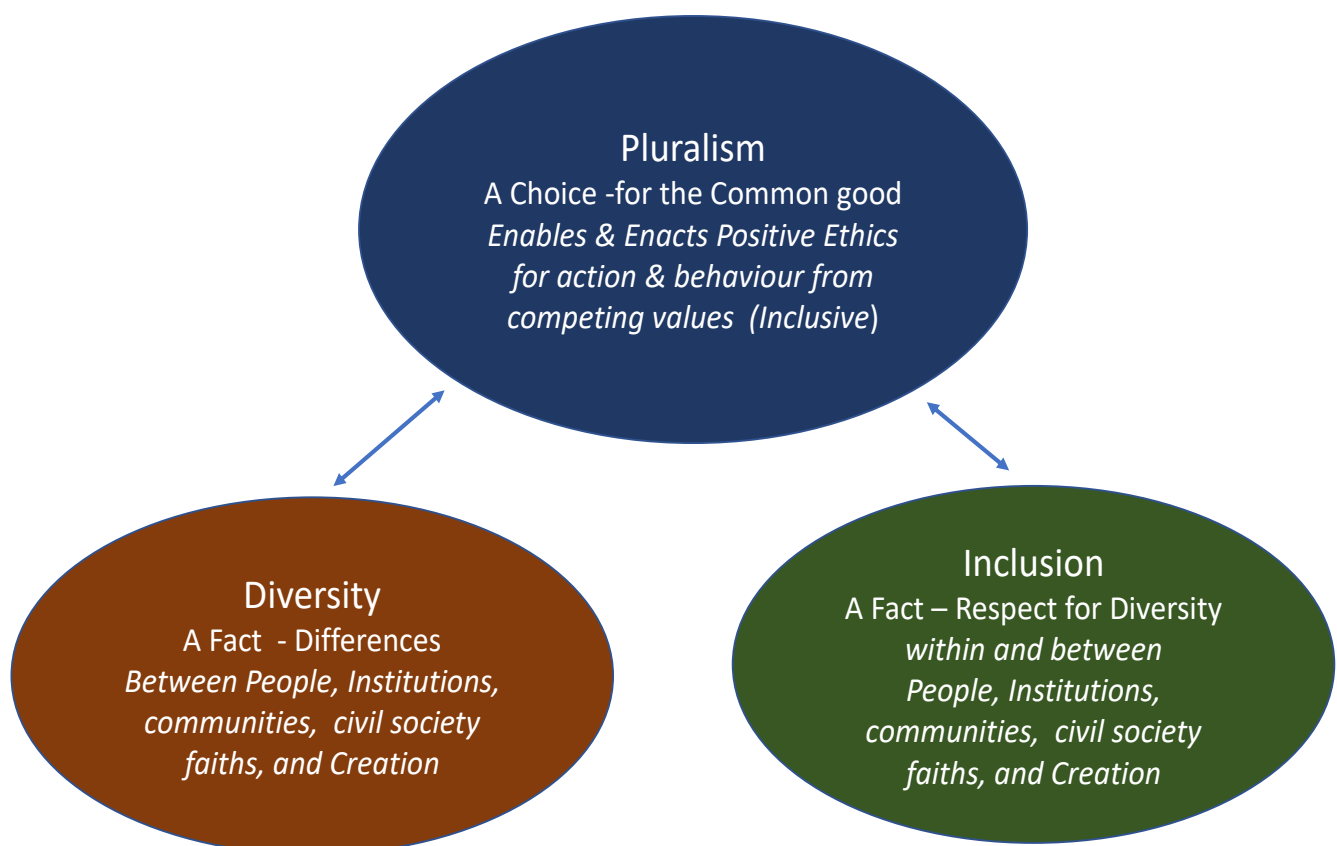 Pluralism
A Choice -for the Common good
Enables & Enacts Positive Ethics
for action & behaviour from
competing values (Inclusive)
Diversity
A Fact - Differences
Between People, Institutions,
communities, civil society
faiths, and Creation
Inclusion
A Fact – Respect for Diversity
within and between
People, Institutions,
communities, civil society
faiths, and Creation